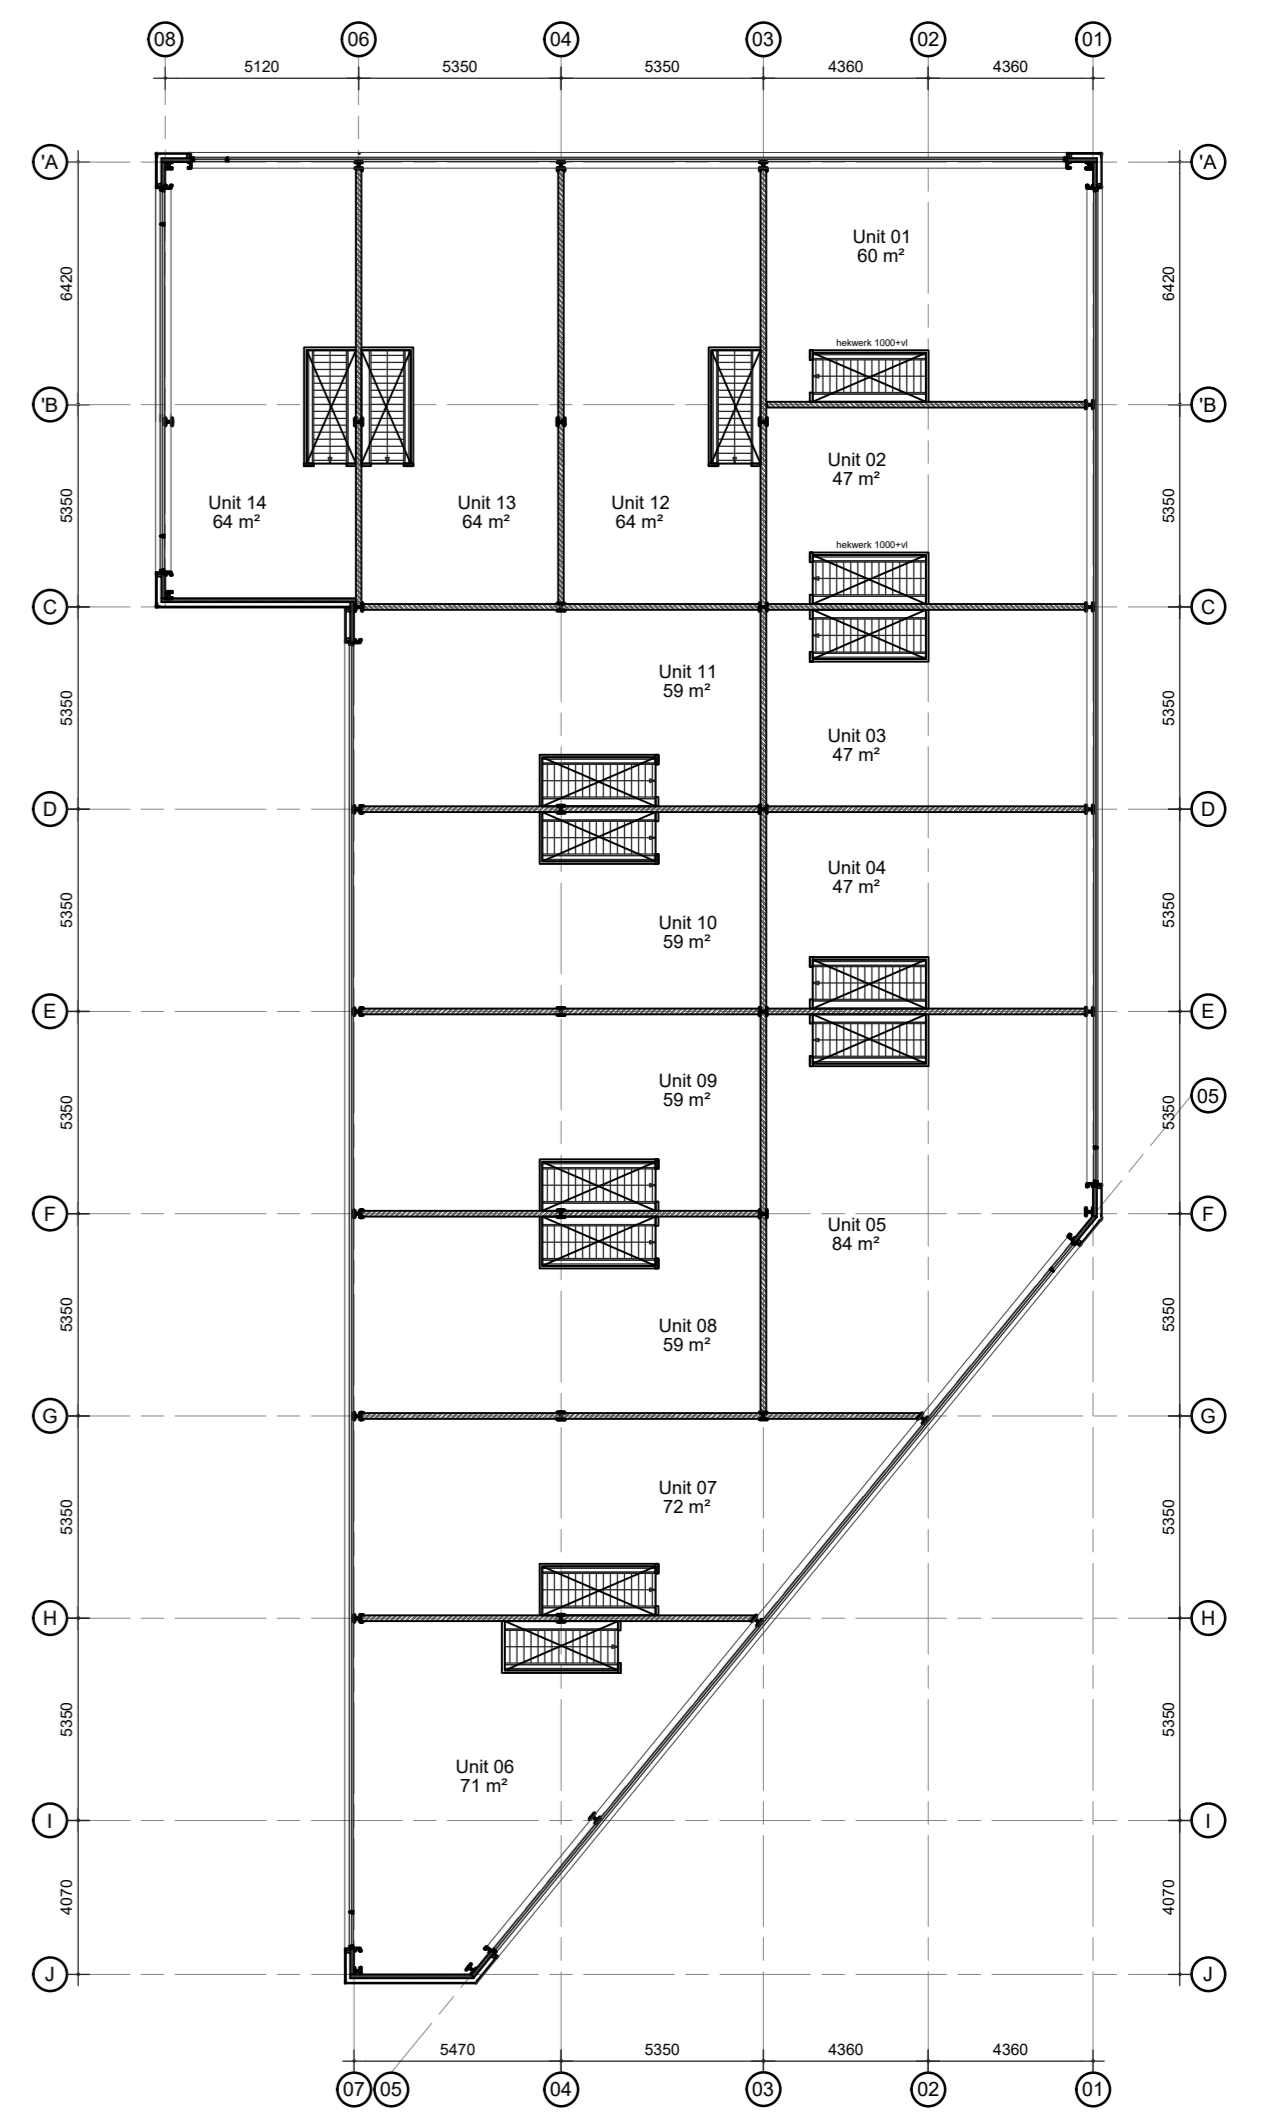 08 06 04 03 02 01
5120 5350 5350 4360 4360
'A 'A
Unit 01
60 m²
6420 6420
hekwerk 1000+vl
'B 'B
Unit 02
47 m²
5350 5350
Unit 14
64 m²
Unit 13
64 m²
Unit 12
64 m²
hekwerk 1000+vl
C C
Unit 11
59 m²
5350 5350
Unit 03
47 m²
D D
Unit 04
47 m²
5350 5350
Unit 10
59 m²
E E
Unit 09
59 m²
05
5350 5350
F F
Unit 05
84 m²
5350 5350
Unit 08
59 m²
G G
Unit 07
72 m²
5350 5350
H H
5350 5350
Unit 06
71 m²
I I
4070 4070
J J
5470 5350 4360 4360
07 05 04 03 02 01